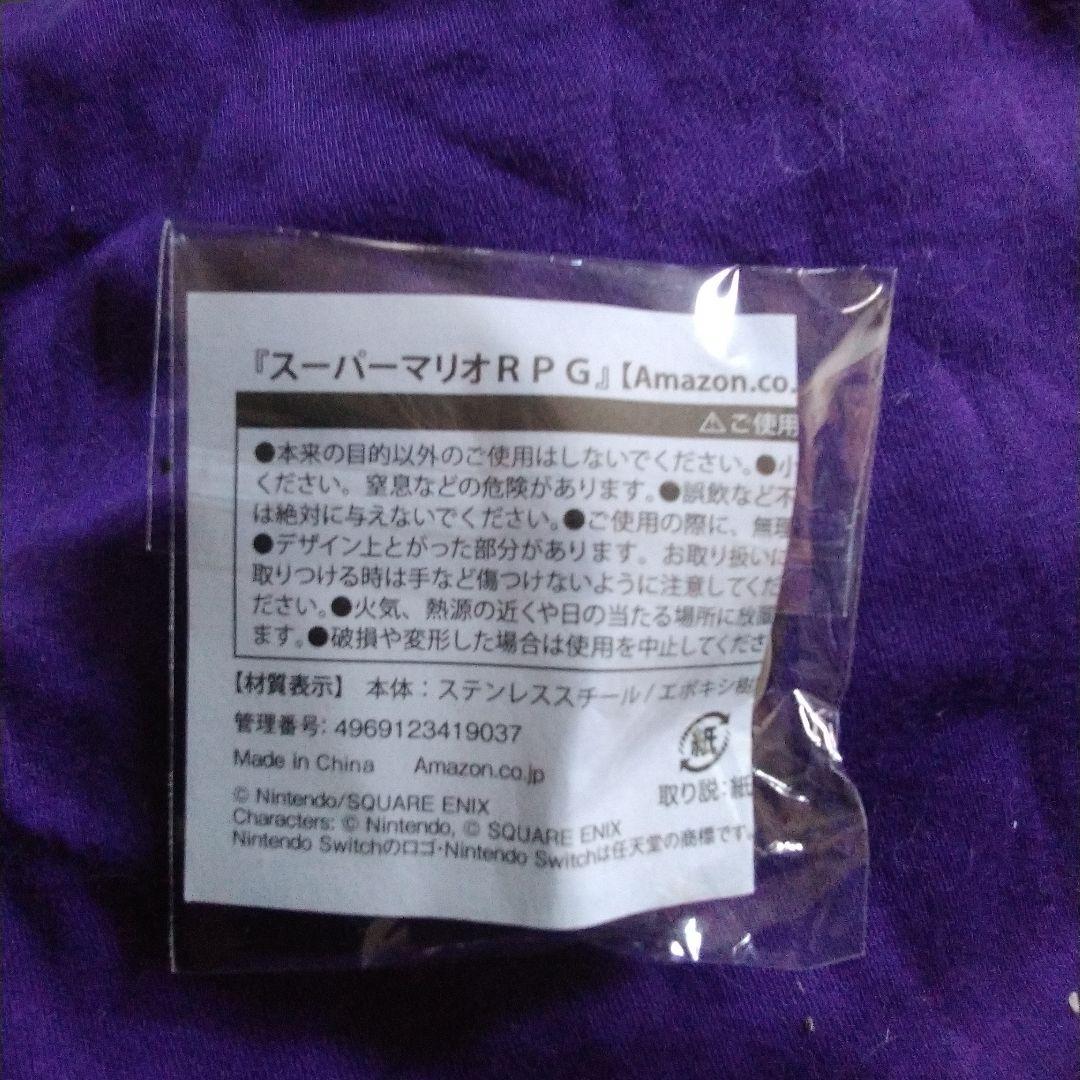 『スーパーマリオRPG』【Amazon.co.
⚠ご使用
●本来の目的以外のご使用はしないでください。●小
ください。窒息などの危険があります。●誤飲など不
は絶対に与えないでください。●ご使用の際に、無理
●デザイン上とがった部分があります。お取り扱いに
取りつける時は手など傷つけないように注意してくだ
ださい。●火気、熱源の近くや日の当たる場所に放置
ます。●破損や変形した場合は使用を中止してくださ
【材質表示】 本体：ステンレススチール/エポキシ樹
管理番号: 4969123419037
紙
Made in China Amazon.co.jp
取り説：紙
© Nintendo/SQUARE ENIX
Characters: © Nintendo, © SQUARE ENIX
Nintendo Switchのロゴ・Nintendo Switchは任天堂の商標です。